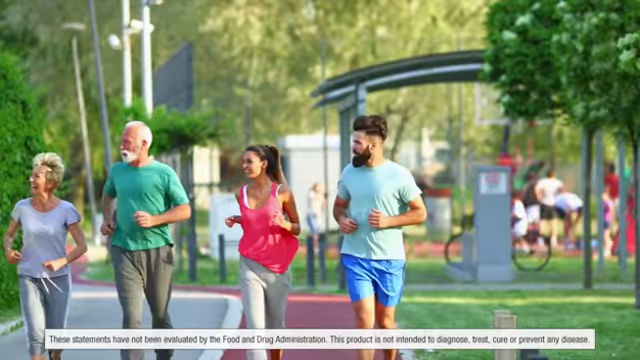 These statements have not been evaluated by the Food and Drug Administration. This product is not intended to diagnose, treat, cure or prevent any disease.